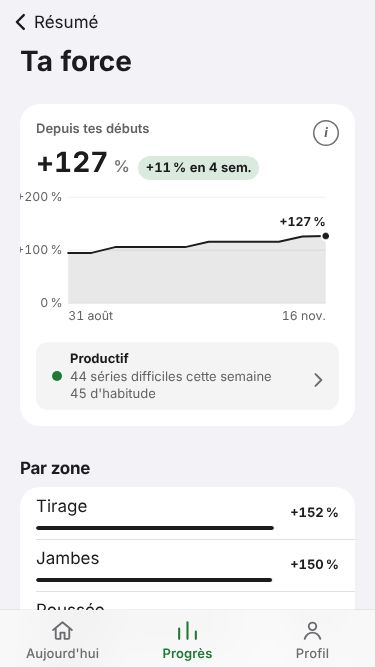 Résumé
Ta force
Depuis tes débuts
i
+127 %
+11 % en 4 sem.
+200 %
+127 %
+100 %
0 %
31 août
16 nov.
Productif
44 séries difficiles cette semaine
45 d'habitude
Par zone
Tirage
+152 %
Jambes
+150 %
Poussée
Aujourd'hui
Progrès
Profil